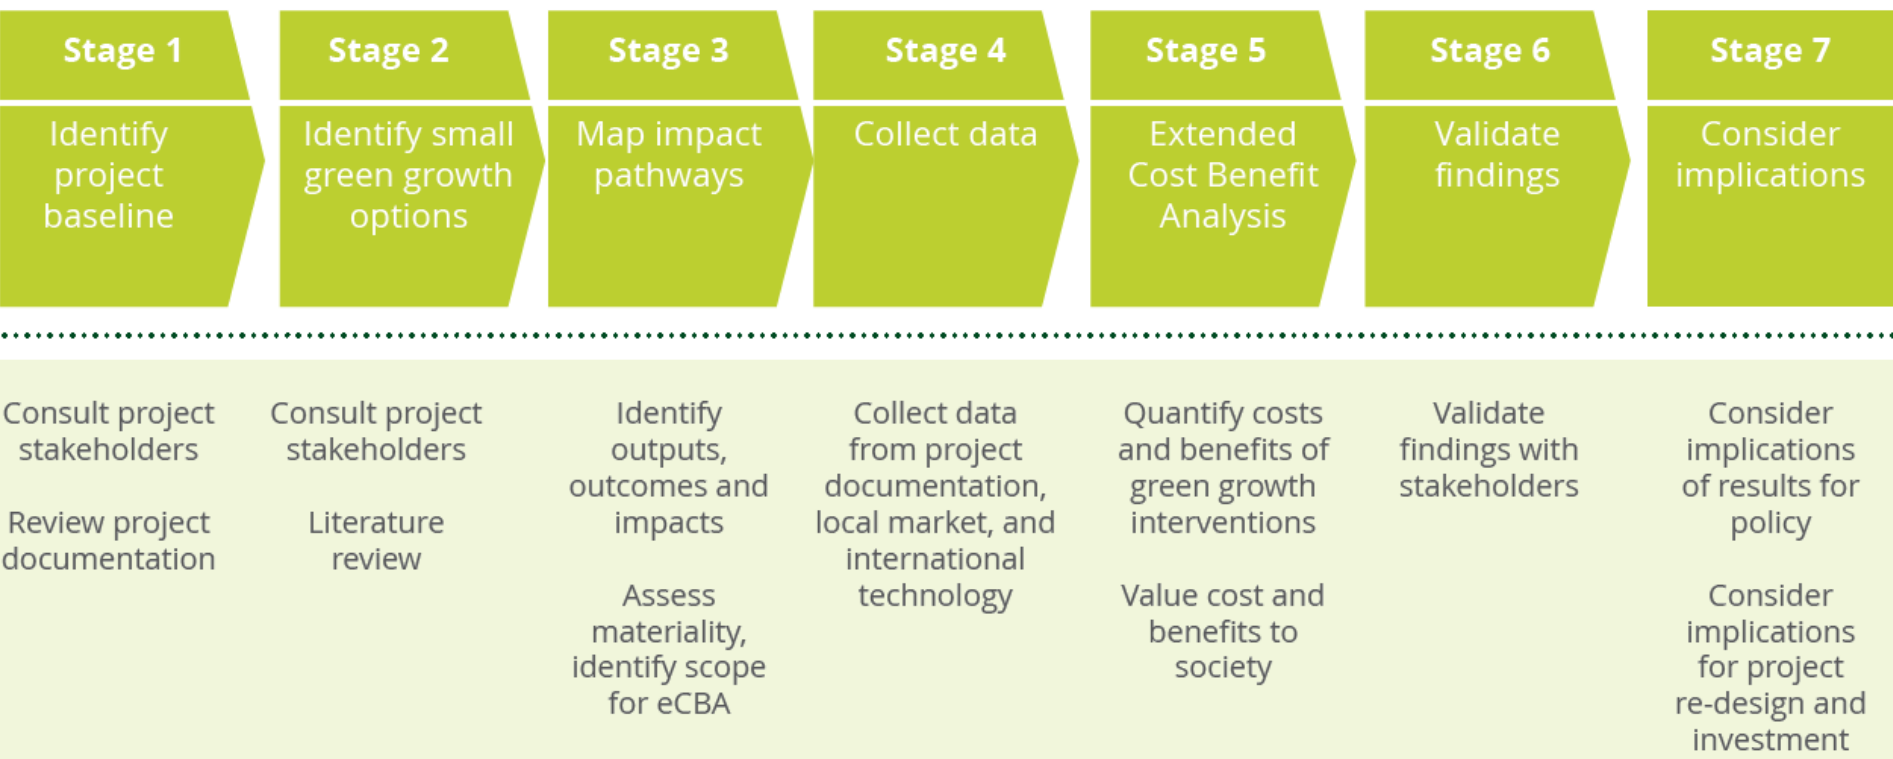 Stage 1
Identify
project
baseline
Consult project
stakeholders
Review project
documentation
Stage 2
Identify small
green growth
options
Consult project
stakeholders
Literature
review
Stage 3
Map impact
pathways
Identify
outputs,
outcomes and
impacts
Assess
materiality,
identify scope
for eCBA
Stage 4
Collect data
Collect data
from project
documentation,
local market, and
international
technology
Stage 5
Extended
Cost Benefit
Analysis
Quantify costs
and benefits of
green growth
interventions
Value cost and
benefits to
society
Stage 6
Validate
findings
Validate
findings with
stakeholders
Stage 7
Consider
implications
Consider
implications
of results for
policy
Consider
implications
for project
re-design and
investment